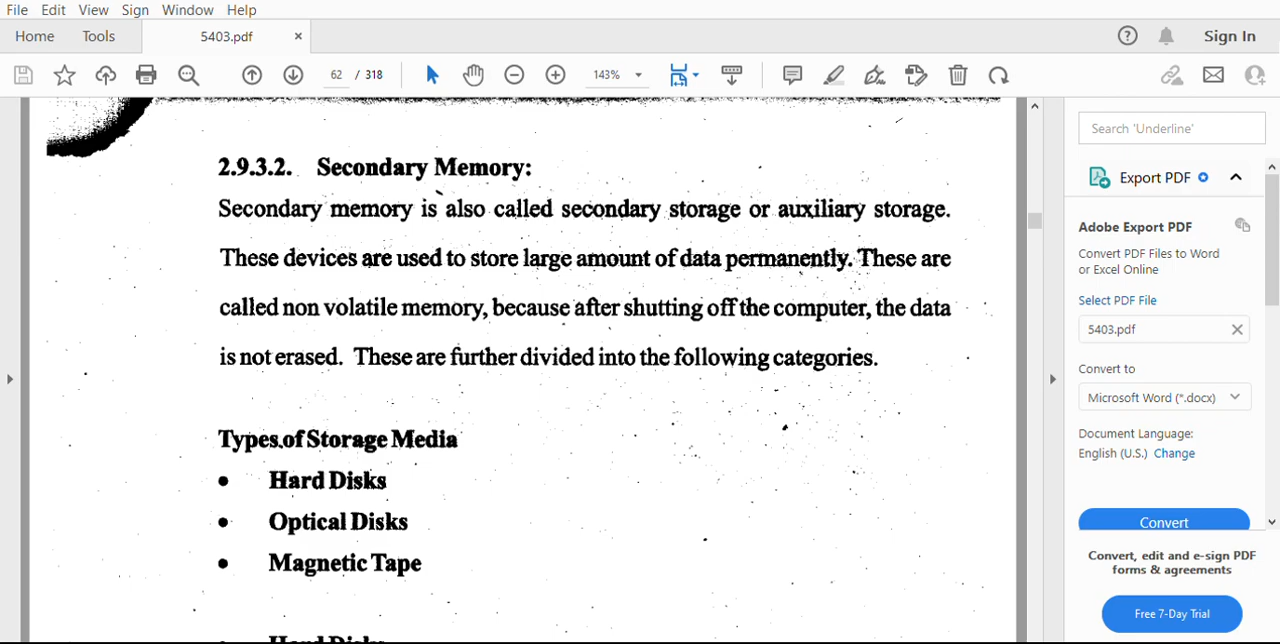 File Edit View Sign Window Help
Home Tools 5403.pdf × Sign In
62 / 318 143%
Search 'Underline'
Export PDF
Adobe Export PDF
Convert PDF Files to Word
or Excel Online
Select PDF File
5403.pdf
Convert to
Microsoft Word (*.docx)
Document Language:
English (U.S.) Change
Convert
Convert, edit and e-sign PDF
forms & agreements
Free 7-Day Trial
2.9.3.2. Secondary Memory:
Secondary memory is also called secondary storage or auxiliary storage.
These devices are used to store large amount of data permanently. These are
called non volatile memory, because after shutting off the computer, the data
is not erased. These are further divided into the following categories.
Types of Storage Media
• Hard Disks
• Optical Disks
• Magnetic Tape
• Hard Disks